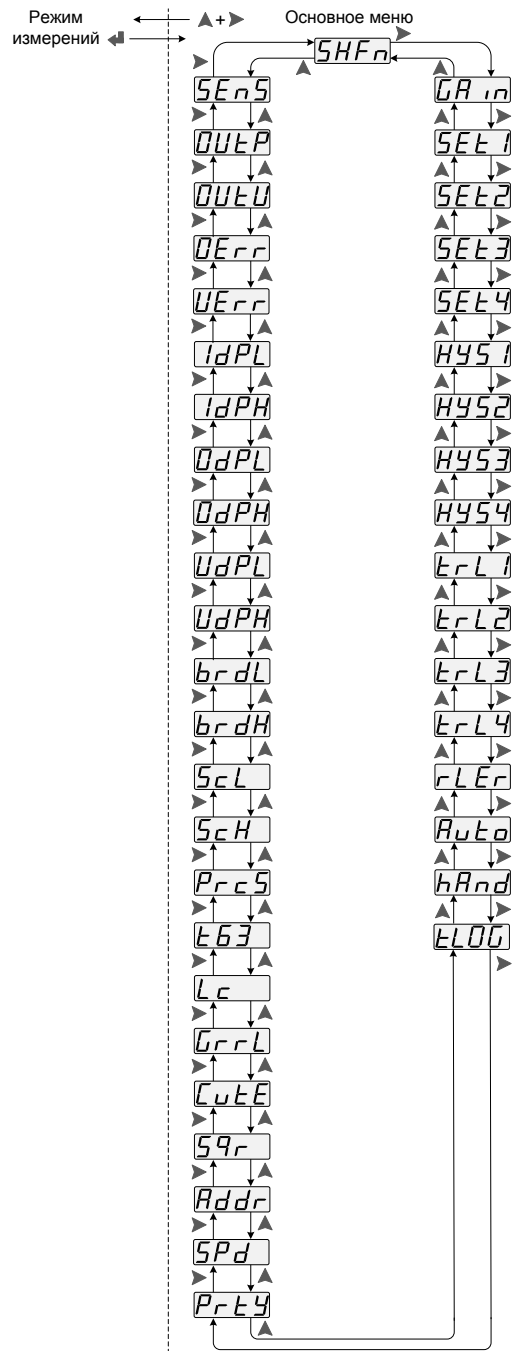 Режим измерений
+
Основное меню
SHFn
SEnS
OUtP
OUtU
OErr
UErr
IdPL
IdPH
OdPL
OdPH
UdPL
UdPH
brdL
brdH
ScL
ScH
PrcS
t63
Lc
GrrL
CutE
Sqr
Addr
SPd
PrtY
GAin
SEt1
SEt2
SEt3
SEt4
HYS1
HYS2
HYS3
HYS4
trL1
trL2
trL3
trL4
rLEr
Auto
hAnd
tLOG